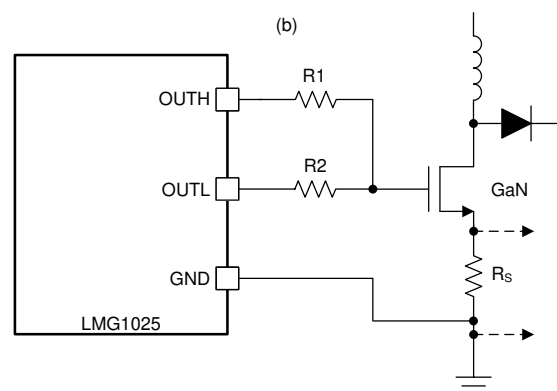 (b)
R1
OUTH
R2
OUTL
GaN
GND
RS
LMG1025